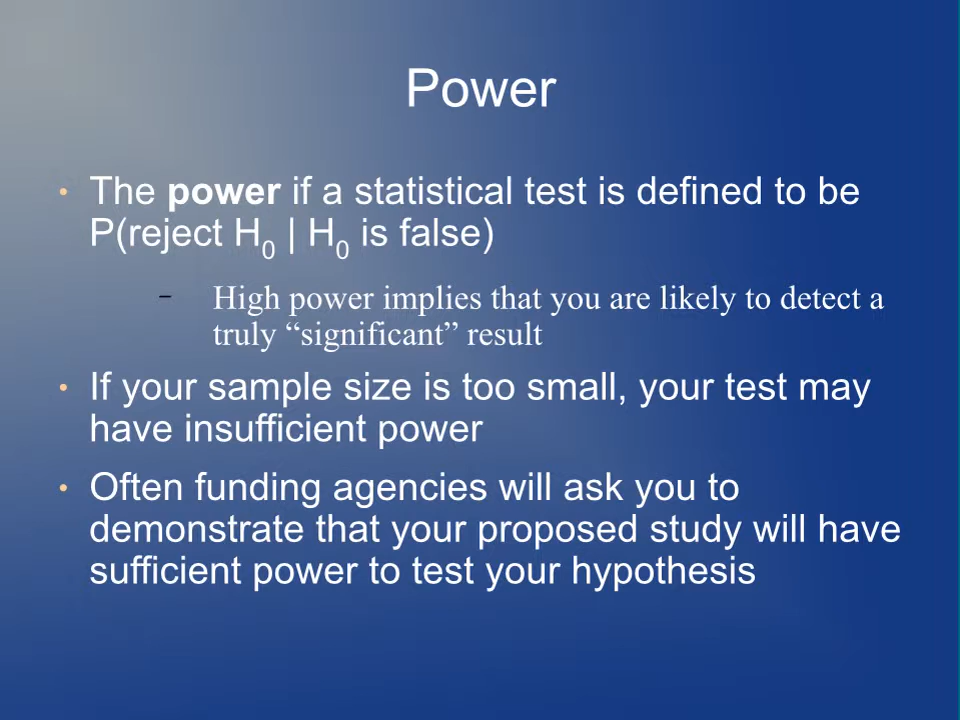 Power
• The power if a statistical test is defined to be
P(reject H₀ | H₀ is false)
– High power implies that you are likely to detect a
truly “significant” result
• If your sample size is too small, your test may
have insufficient power
• Often funding agencies will ask you to
demonstrate that your proposed study will have
sufficient power to test your hypothesis